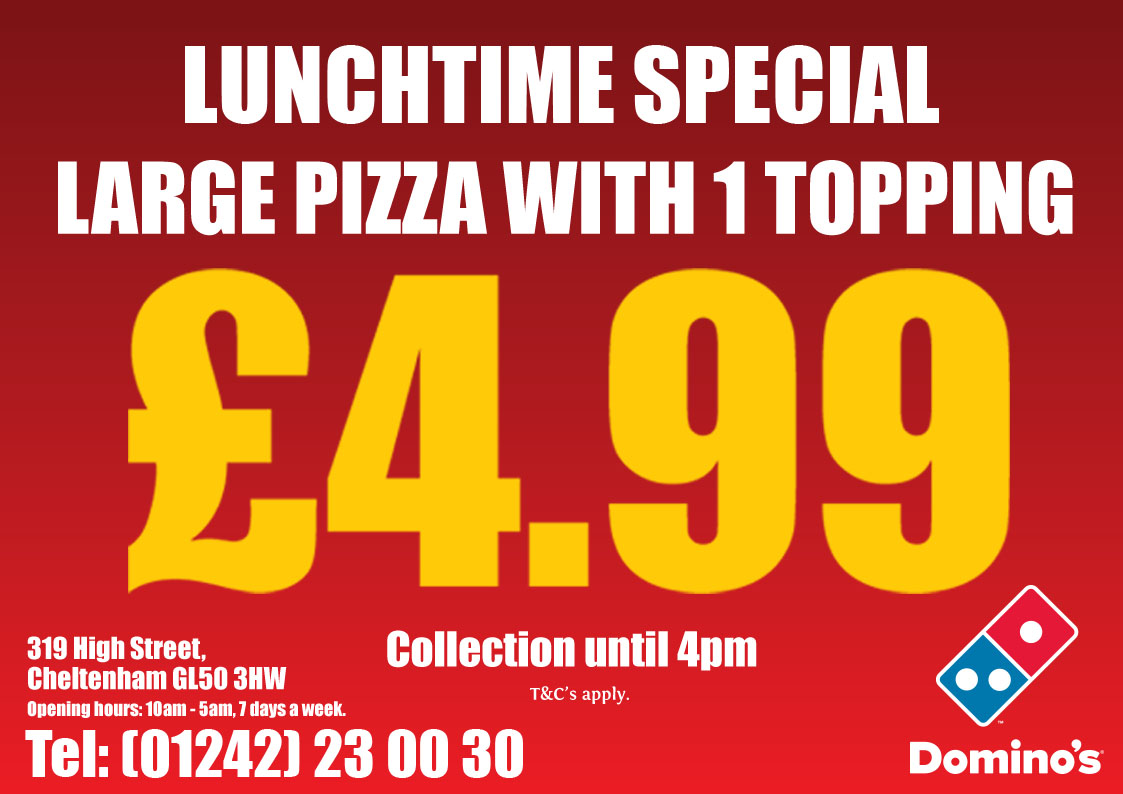 LUNCHTIME SPECIAL
LARGE PIZZA WITH 1 TOPPING
£4.99
319 High Street,
Cheltenham GL50 3HW
Opening hours: 10am - 5am, 7 days a week.
Tel: (01242) 23 00 30
Collection until 4pm
T&C's apply.
™
Domino's®